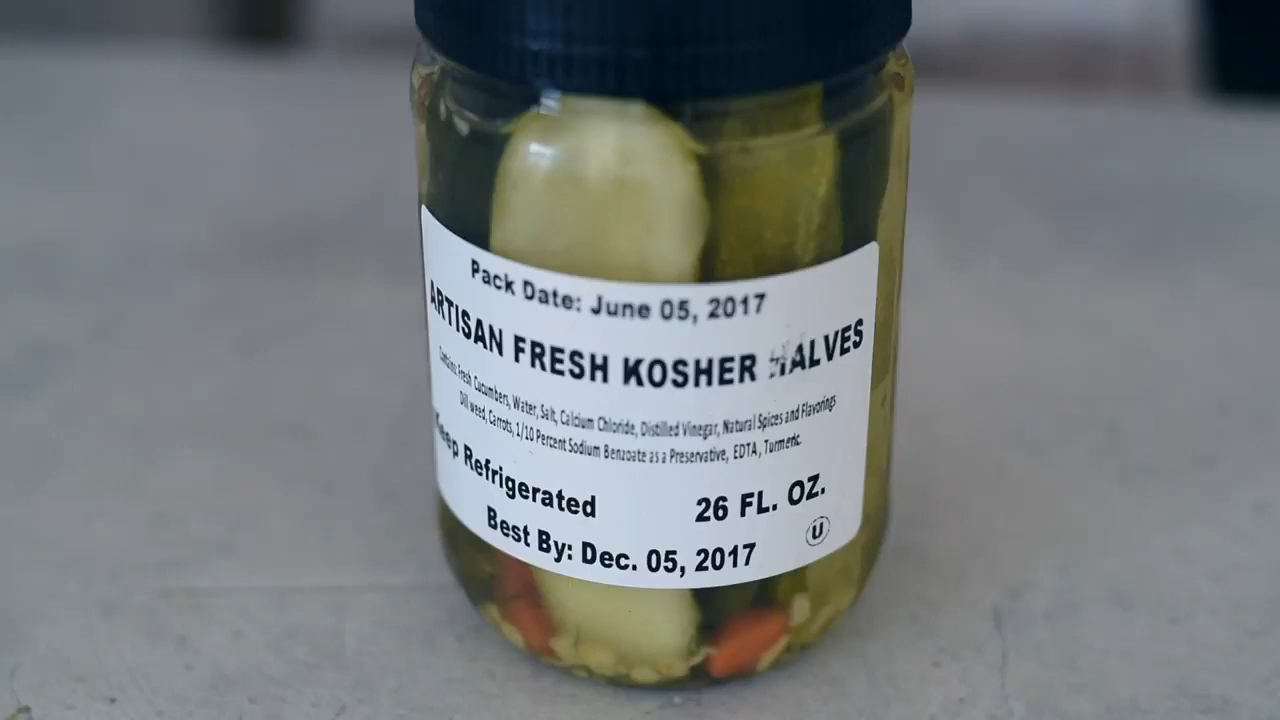 Pack Date: June 05, 2017
ARTISAN FRESH KOSHER HALVES
Contains: Fresh Cucumbers, Water, Salt, Calcium Chloride, Distilled Vinegar, Natural Spices and Flavorings
Dill weed, Carrots, 1/10 Percent Sodium Benzoate as a Preservative, EDTA, Turmeric.
Keep Refrigerated
26 FL. OZ.
Best By: Dec. 05, 2017
U